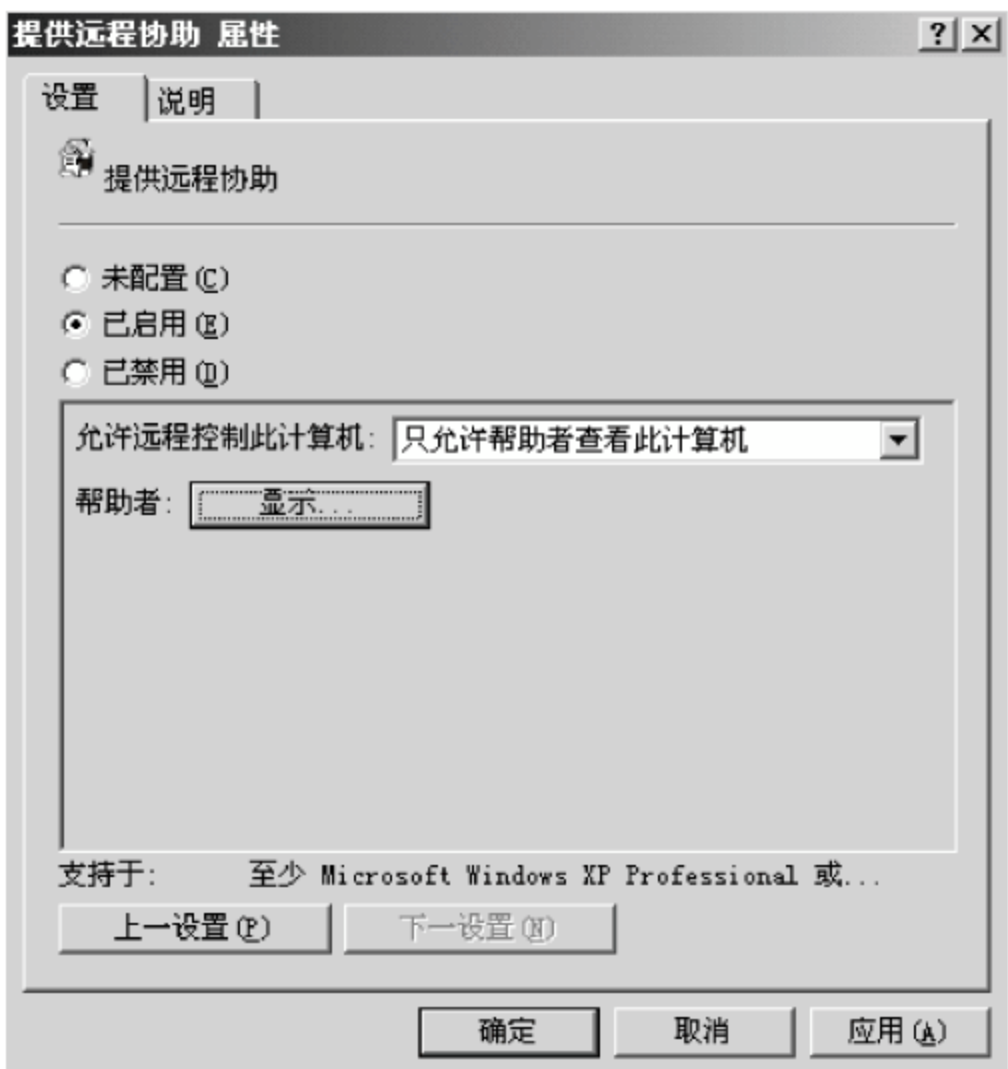 提供远程协助 属性
设置 说明
提供远程协助
未配置(C)
已启用(E)
已禁用(D)
允许远程控制此计算机: 只允许帮助者查看此计算机
帮助者: 显示...
支持于: 至少 Microsoft Windows XP Professional 或...
上一设置(P) 下一设置(N)
确定 取消 应用(A)